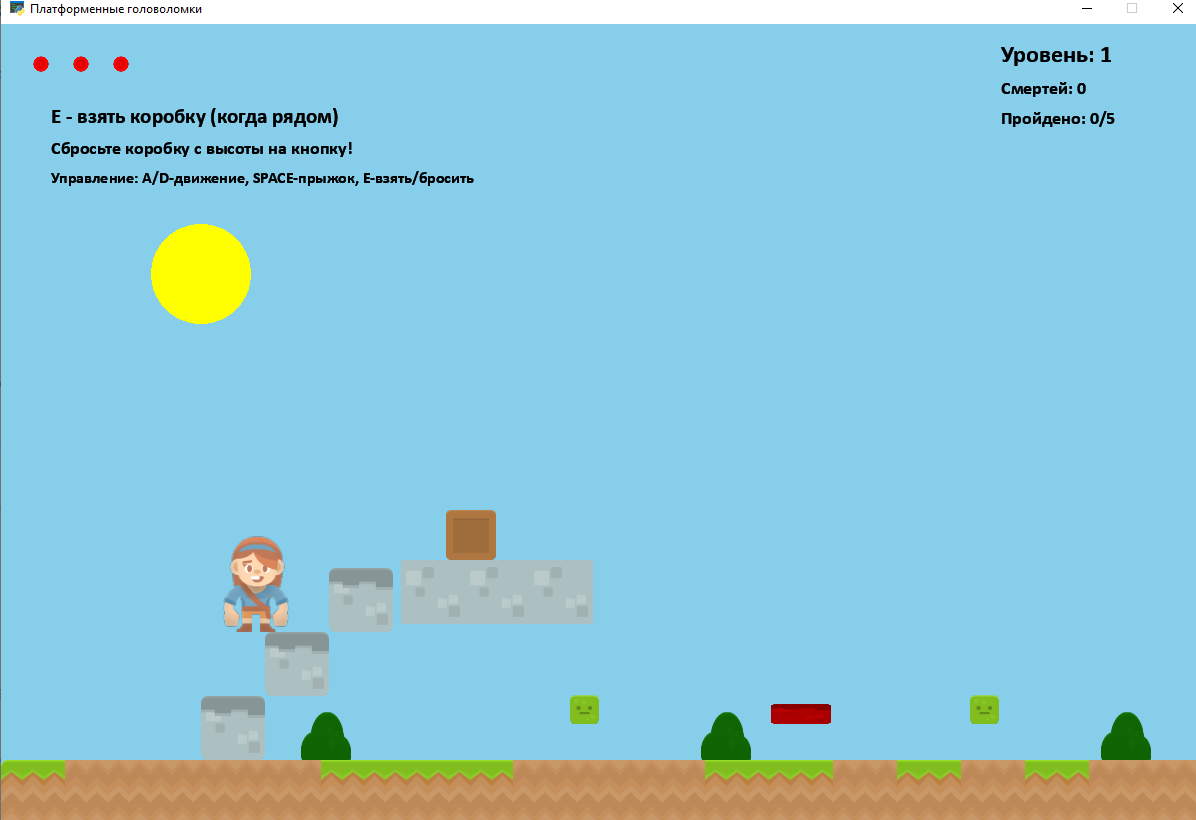 Платформенные головоломки
Уровень: 1
Смертей: 0
Пройдено: 0/5
E - взять коробку (когда рядом)
Сбросьте коробку с высоты на кнопку!
Управление: A/D-движение, SPACE-прыжок, E-взять/бросить